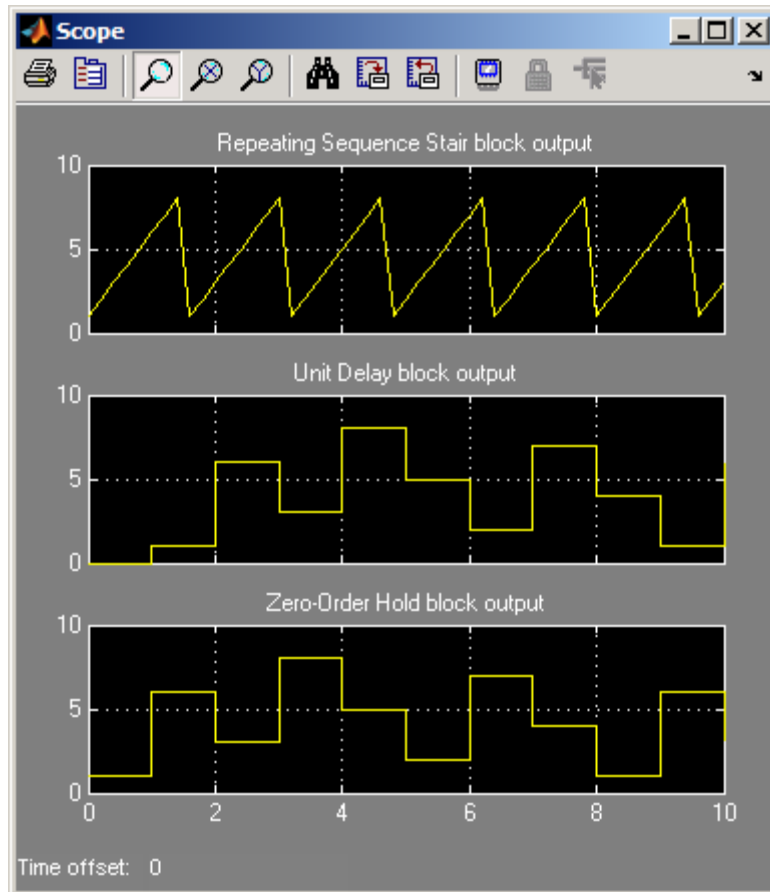 Scope
Repeating Sequence Stair block output
10
5
0
Unit Delay block output
10
5
0
Zero-Order Hold block output
10
5
0
0 2 4 6 8 10
Time offset: 0